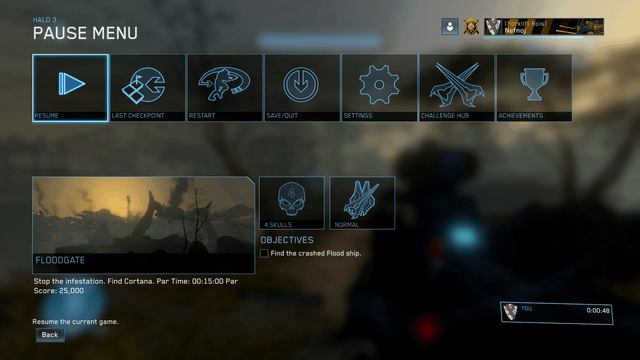 HALO 3
PAUSE MENU
[Forklift Bois]
Nefnoj
RESUME
LAST CHECKPOINT
RESTART
SAVE/QUIT
SETTINGS
CHALLENGE HUB
ACHIEVEMENTS
4
4 SKULLS
NORMAL
FLOODGATE
OBJECTIVES
Find the crashed Flood ship.
Stop the infestation. Find Cortana. Par Time: 00:15:00 Par
Score: 25,000
YOU
0:00:48
Resume the current game.
Back